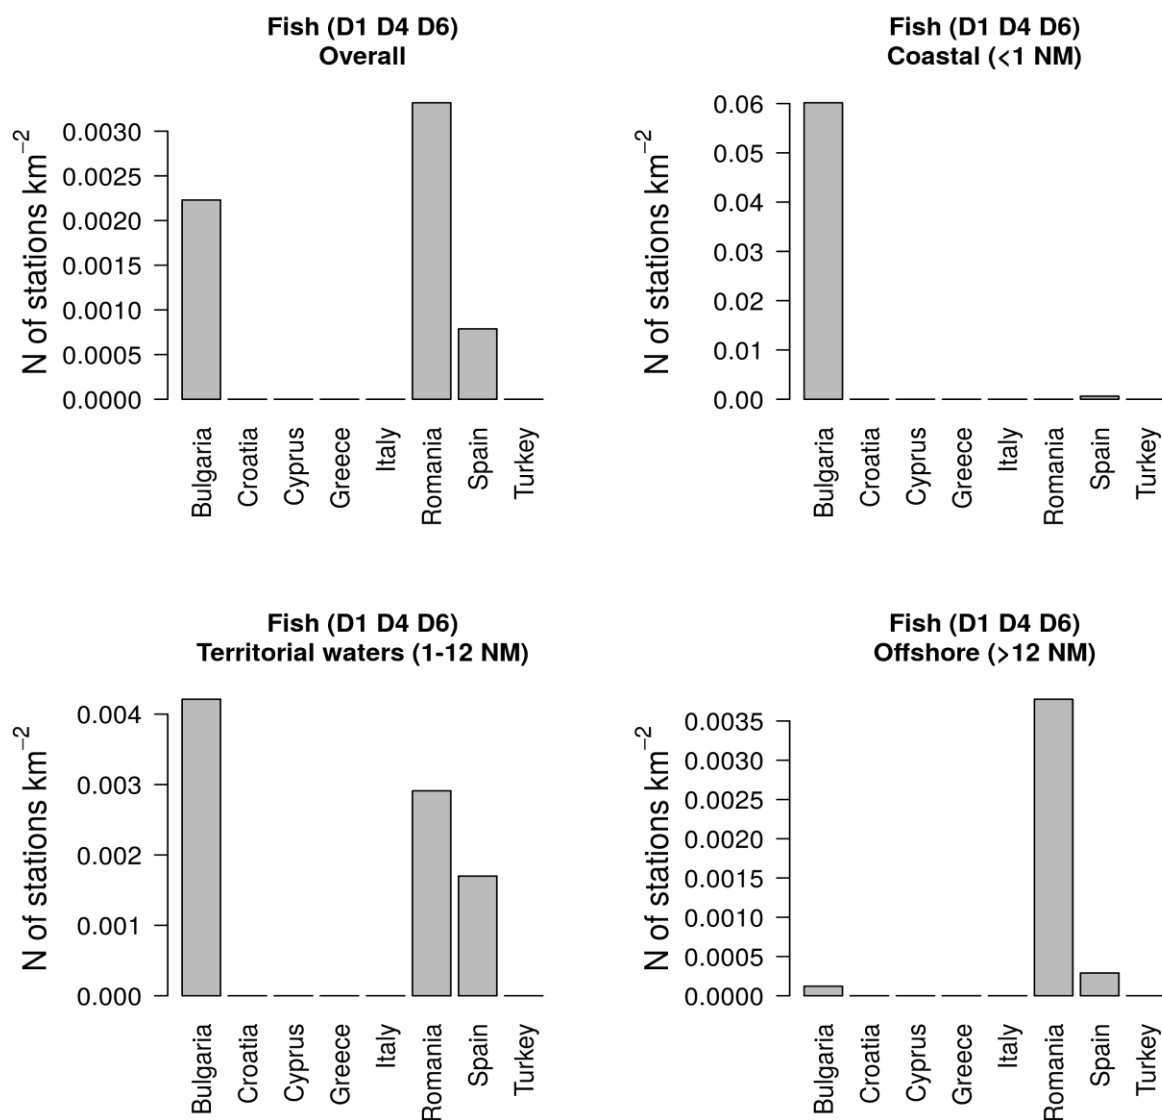 Fish (D1 D4 D6)
Overall
N of stations km−2
0.0030
0.0025
0.0020
0.0015
0.0010
0.0005
0.0000
Bulgaria
Croatia
Cyprus
Greece
Italy
Romania
Spain
Turkey
Fish (D1 D4 D6)
Coastal (<1 NM)
N of stations km−2
0.06
0.05
0.04
0.03
0.02
0.01
0.00
Bulgaria
Croatia
Cyprus
Greece
Italy
Romania
Spain
Turkey
Fish (D1 D4 D6)
Territorial waters (1-12 NM)
N of stations km−2
0.004
0.003
0.002
0.001
0.000
Bulgaria
Croatia
Cyprus
Greece
Italy
Romania
Spain
Turkey
Fish (D1 D4 D6)
Offshore (>12 NM)
N of stations km−2
0.0035
0.0030
0.0025
0.0020
0.0015
0.0010
0.0005
0.0000
Bulgaria
Croatia
Cyprus
Greece
Italy
Romania
Spain
Turkey